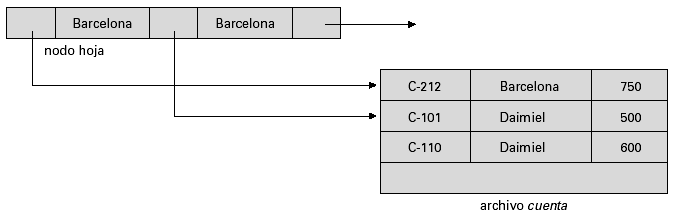 Barcelona Barcelona
nodo hoja
C-212 Barcelona 750
C-101 Daimiel 500
C-110 Daimiel 600
archivo cuenta